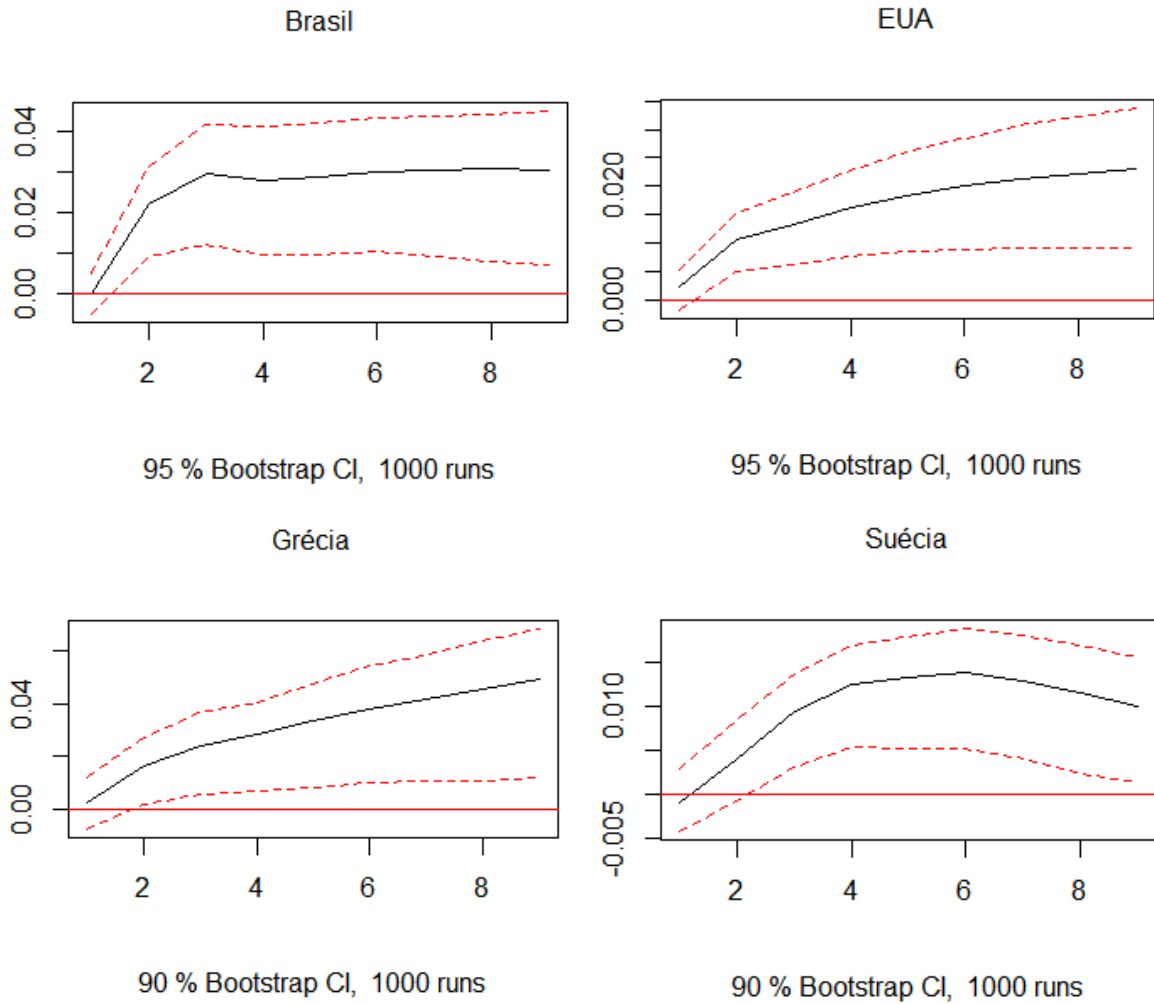 Brasil
0.04
0.02
0.00
2 4 6 8
95 % Bootstrap CI, 1000 runs
EUA
0.020
0.000
2 4 6 8
95 % Bootstrap CI, 1000 runs
Grécia
0.04
0.00
2 4 6 8
90 % Bootstrap CI, 1000 runs
Suécia
0.010
-0.005
2 4 6 8
90 % Bootstrap CI, 1000 runs